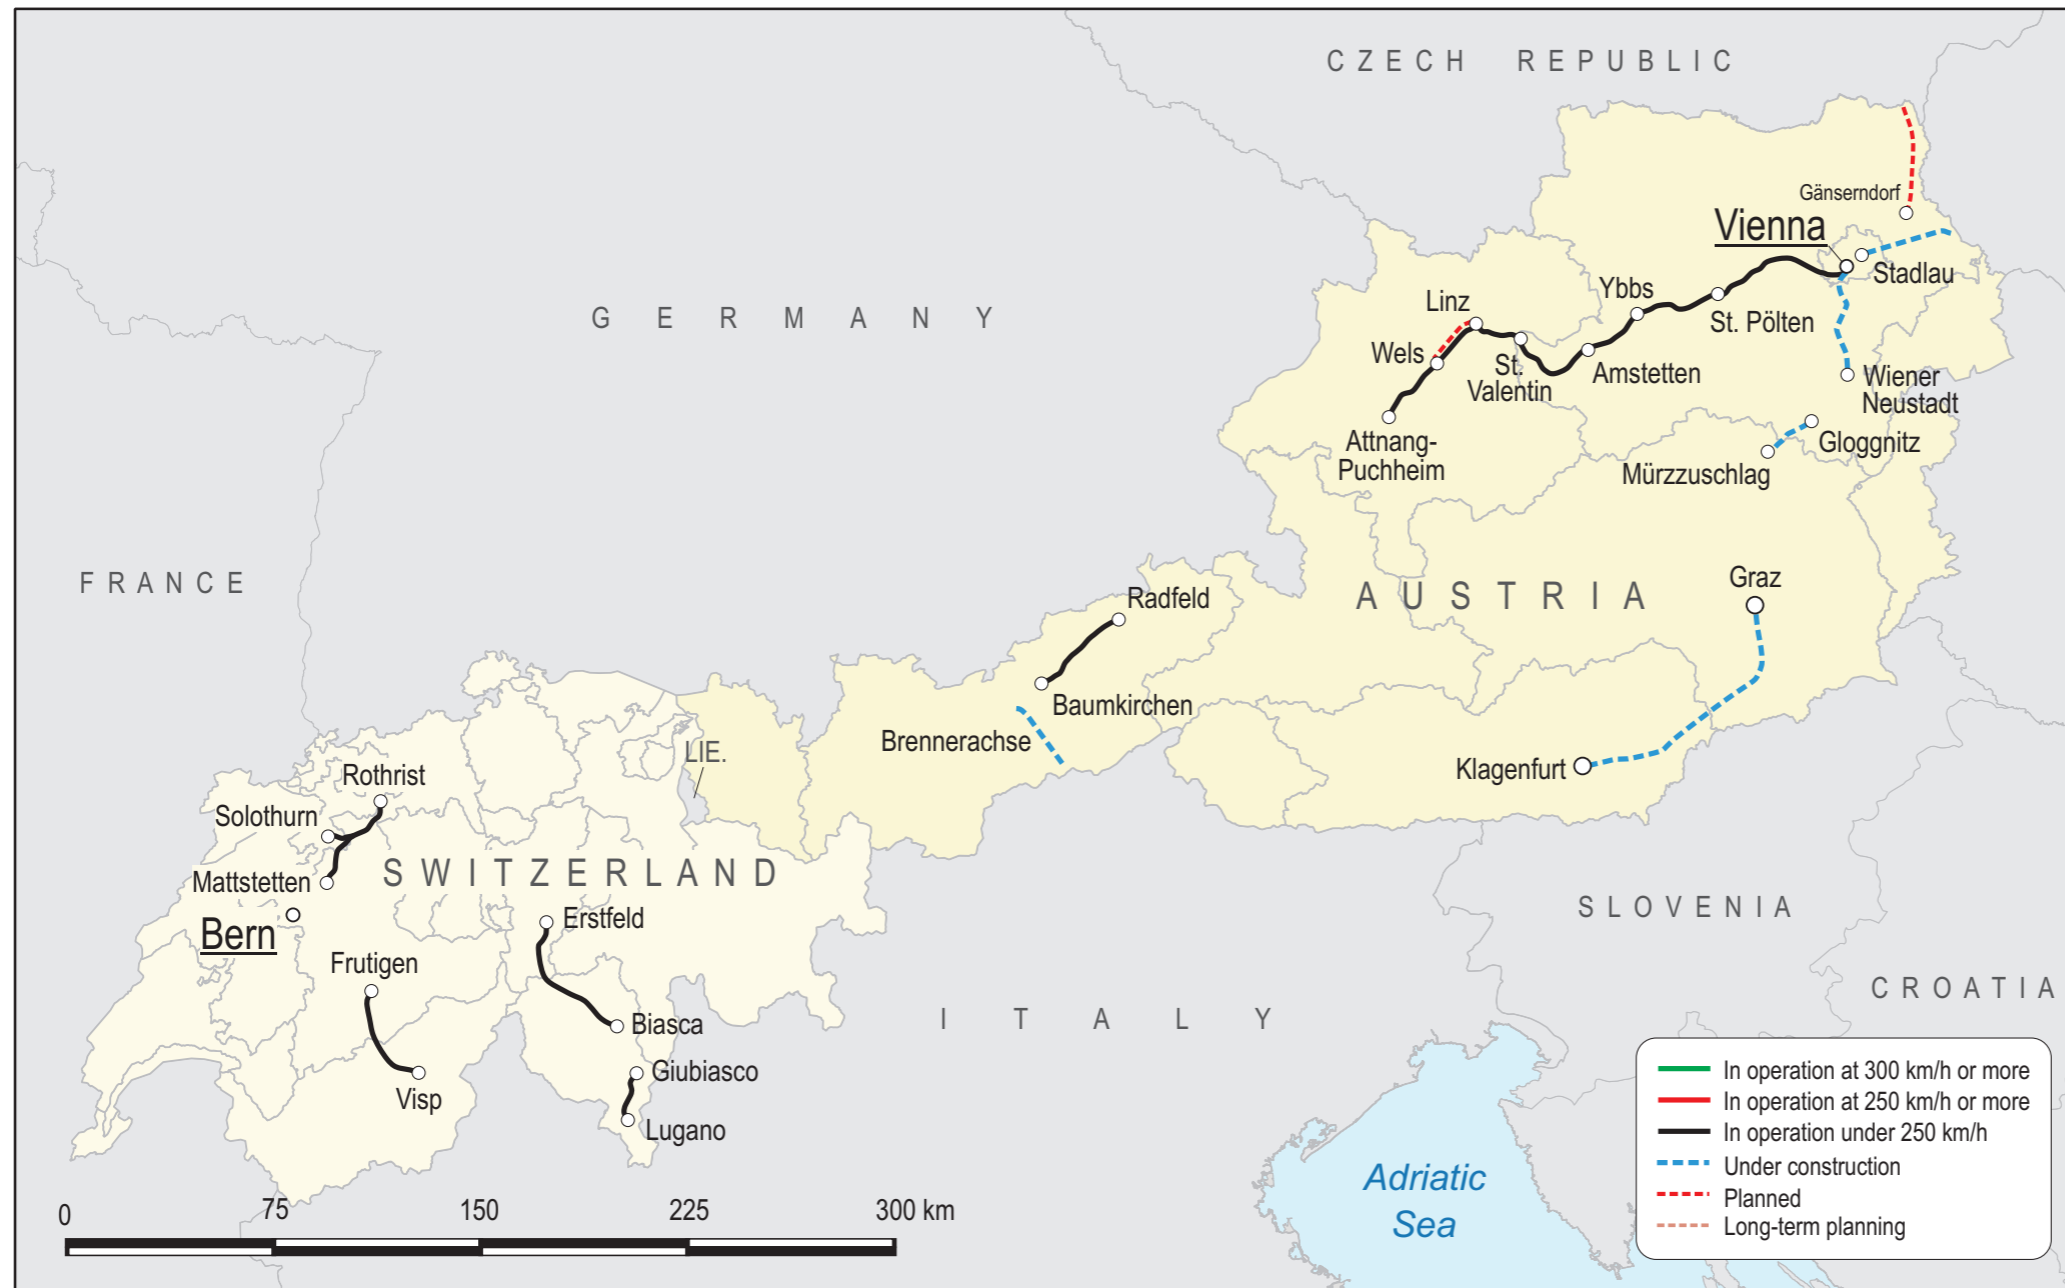 CZECH REPUBLIC
Gänserndorf
Vienna
Stadlau
GERMANY
Linz
Ybbs
St. Pölten
Wels
St.
Valentin
Amstetten
Wiener
Neustadt
Attnang-
Puchheim
Gloggnitz
Mürzzuschlag
FRANCE
Radfeld
AUSTRIA
Graz
Baumkirchen
Brennerachse
LIE.
Klagenfurt
Rothrist
Solothurn
Mattstetten
SWITZERLAND
Bern
Erstfeld
Frutigen
SLOVENIA
CROATIA
ITALY
Biasca
Giubiasco
Visp
Lugano
Adriatic
Sea
In operation at 300 km/h or more
In operation at 250 km/h or more
In operation under 250 km/h
Under construction
Planned
Long-term planning
0 75 150 225 300 km